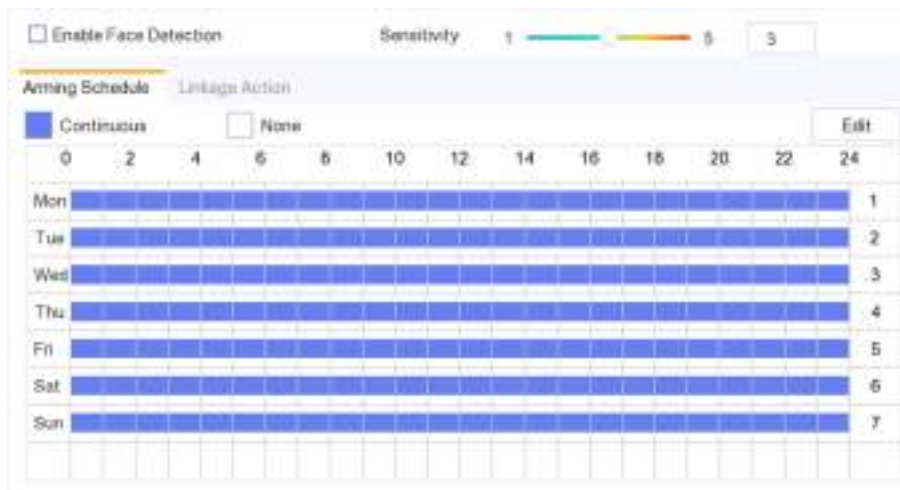 Enable Face Detection Sensitivity 1 5 3
Arming Schedule Linkage Action
Continuous None Edit
0 2 4 6 8 10 12 14 16 18 20 22 24
Mon 1
Tue 2
Wed 3
Thu 4
Fri 5
Sat 6
Sun 7